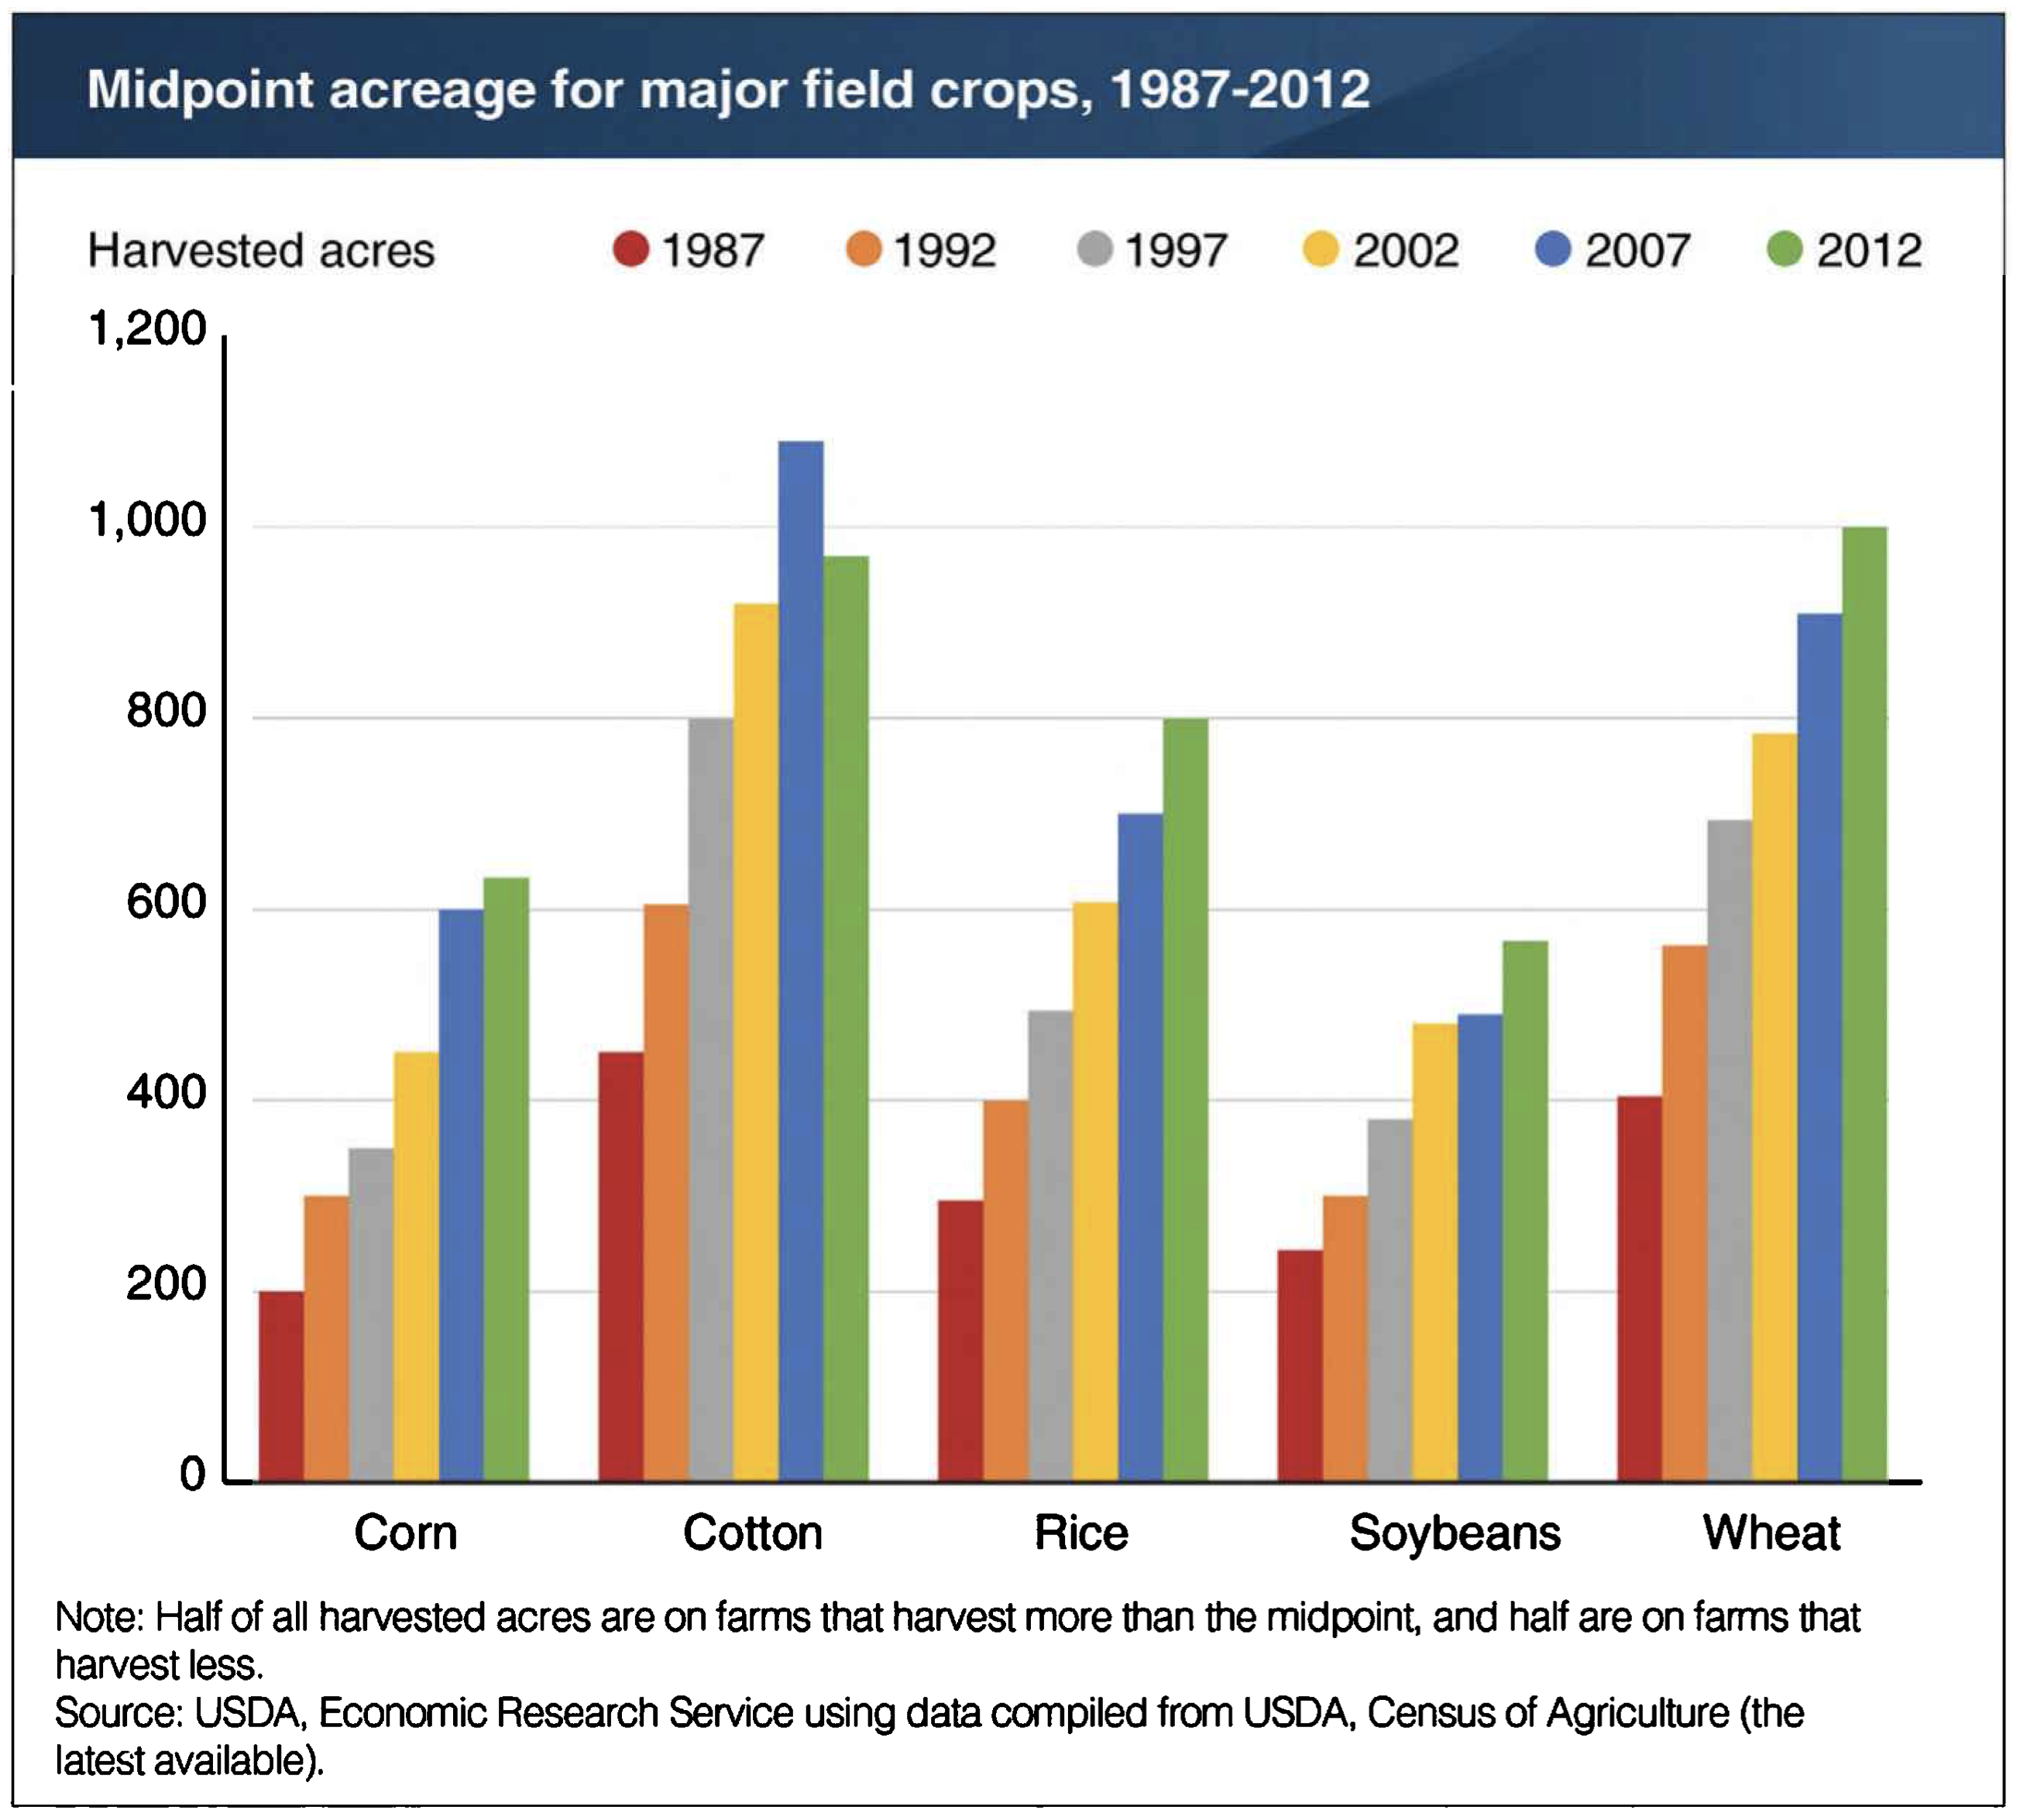 Midpoint acreage for major field crops, 1987-2012
Harvested acres 1987 1992 1997 2002 2007 2012
1,200
1,000
800
600
400
200
0
Corn Cotton Rice Soybeans Wheat
Note: Half of all harvested acres are on farms that harvest more than the midpoint, and half are on farms that
harvest less.
Source: USDA, Economic Research Service using data compiled from USDA, Census of Agriculture (the
latest available).